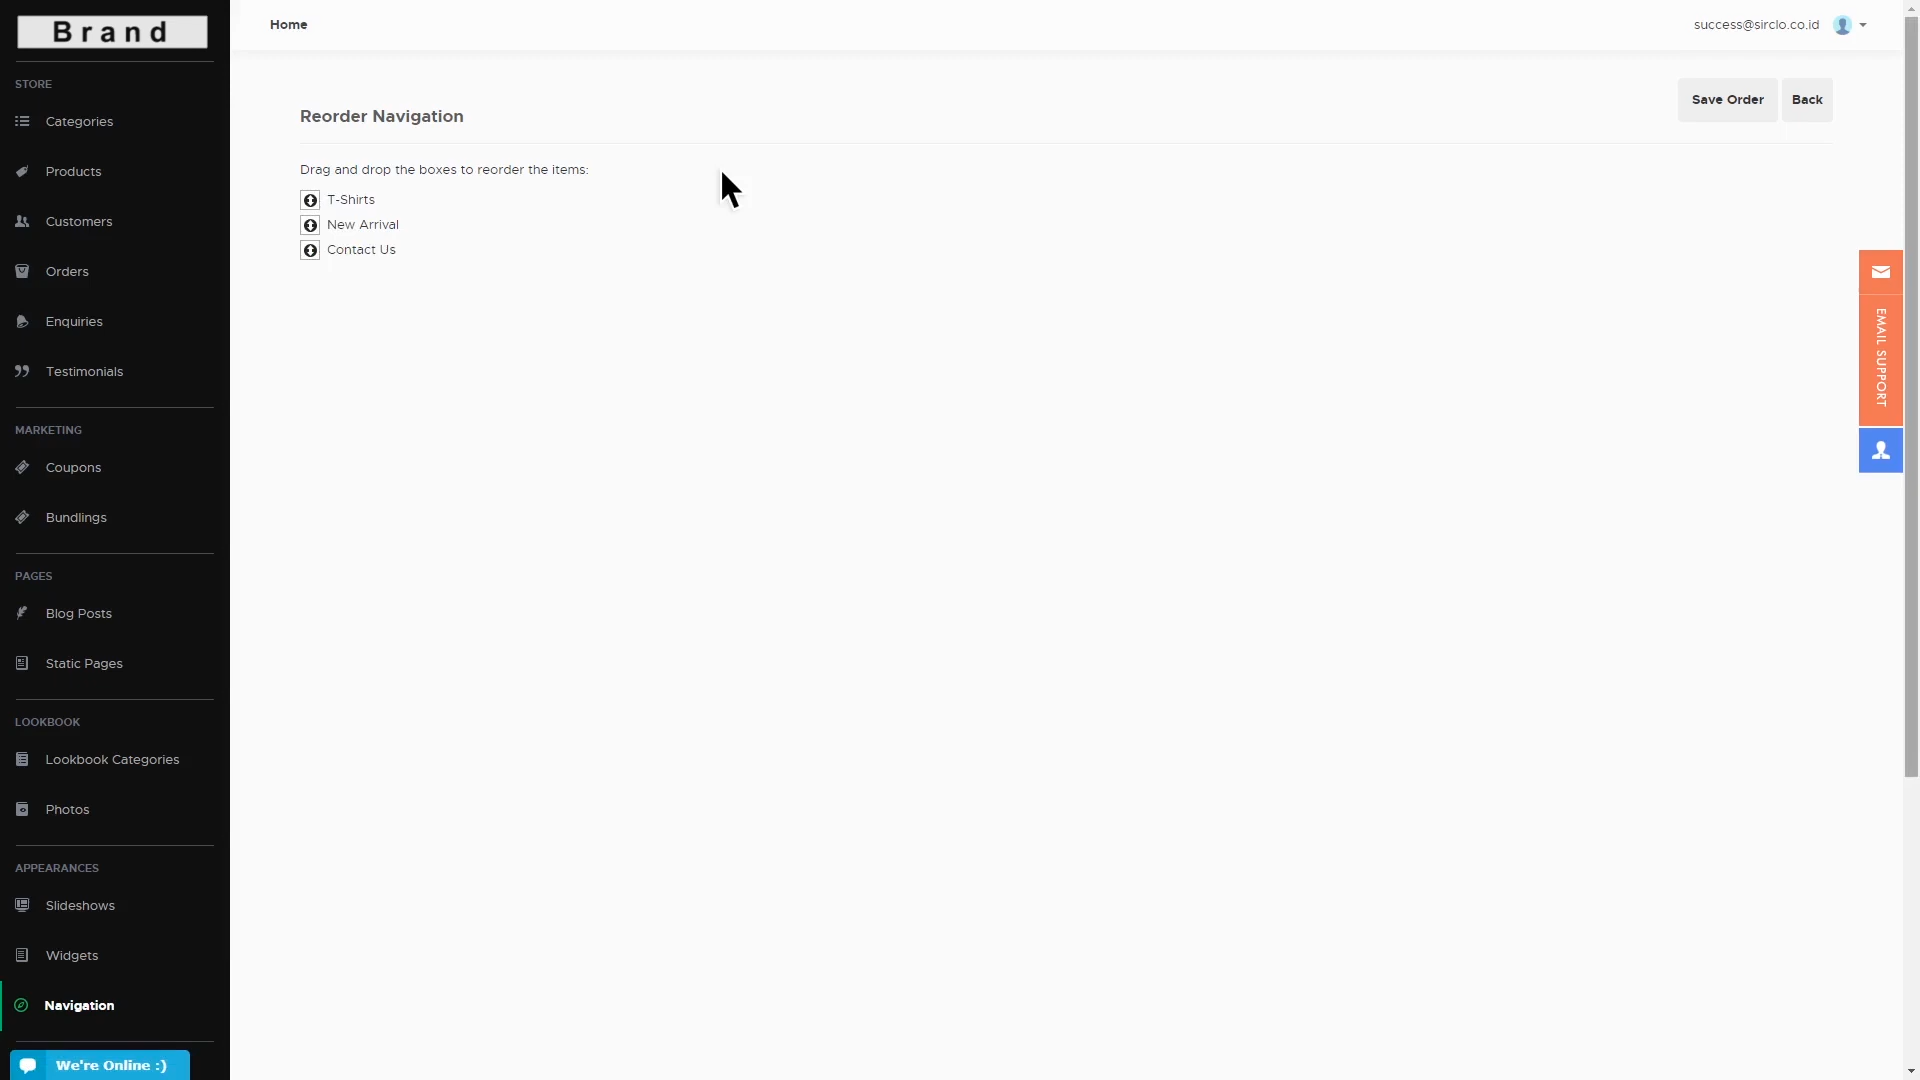 Brand
Home
success@sirclo.co.id
STORE
Categories
Products
Customers
Orders
Enquiries
Testimonials
MARKETING
Coupons
Bundlings
PAGES
Blog Posts
Static Pages
LOOKBOOK
Lookbook Categories
Photos
APPEARANCES
Slideshows
Widgets
Navigation
We're Online :)
Reorder Navigation
Save Order
Back
Drag and drop the boxes to reorder the items:
T-Shirts
New Arrival
Contact Us
EMAIL SUPPORT